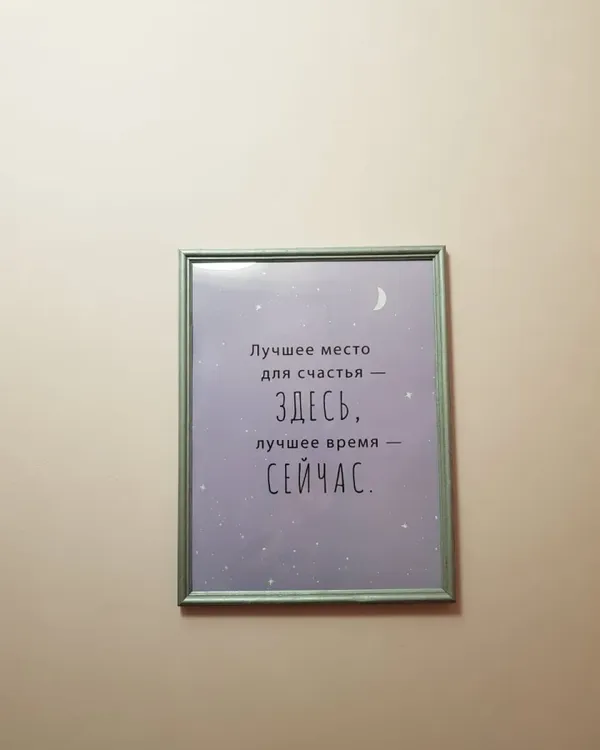 Лучшее место
для счастья —
ЗДЕСЬ,
лучшее время —
СЕЙЧАС.